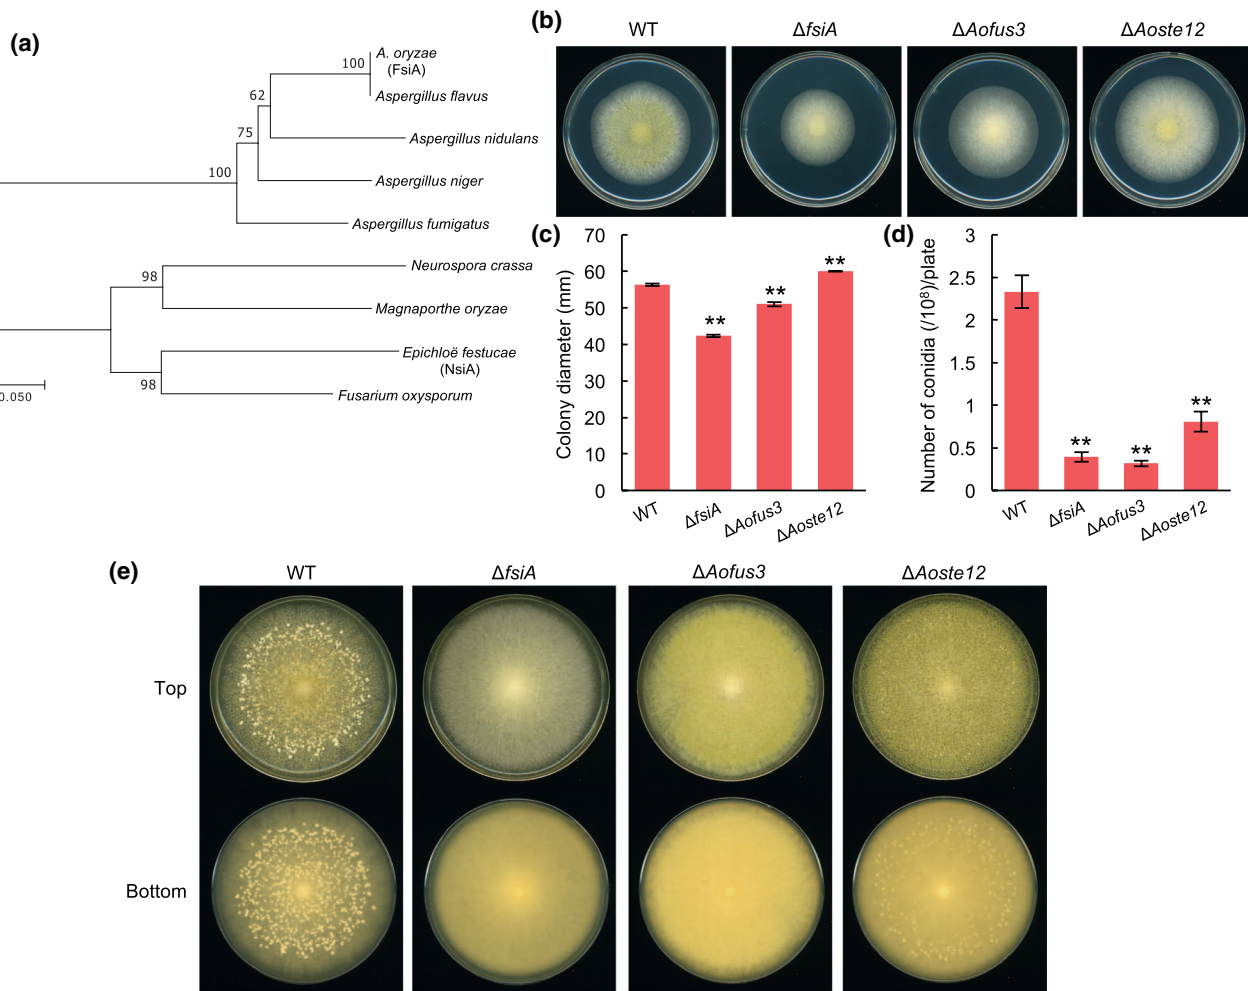 (a)
A. oryzae
(FsiA)
100
Aspergillus flavus
62
Aspergillus nidulans
75
Aspergillus niger
100
Aspergillus fumigatus
Neurospora crassa
98
Magnaporthe oryzae
Epichloë festucae
(NsiA)
98
Fusarium oxysporum
0.050
(b)
WT ΔfsiA ΔAofus3 ΔAoste12
(c)
Colony diameter (mm)
70
60
50
40
30
20
10
0
** ** **
WT ΔfsiA ΔAofus3 ΔAoste12
(d)
Number of conidia (/10⁸)/plate
3
2.5
2
1.5
1
0.5
0
** ** **
WT ΔfsiA ΔAofus3 ΔAoste12
(e)
WT ΔfsiA ΔAofus3 ΔAoste12
Top
Bottom